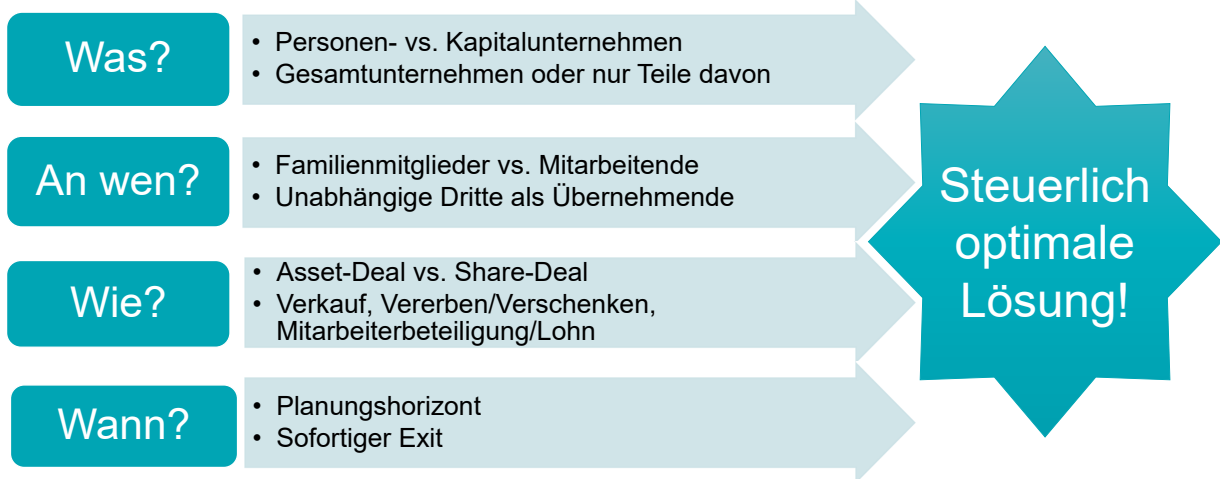 Was?
• Personen- vs. Kapitalunternehmen
• Gesamtunternehmen oder nur Teile davon
An wen?
• Familienmitglieder vs. Mitarbeitende
• Unabhängige Dritte als Übernehmende
Wie?
• Asset-Deal vs. Share-Deal
• Verkauf, Vererben/Verschenken,
Mitarbeiterbeteiligung/Lohn
Wann?
• Planungshorizont
• Sofortiger Exit
Steuerlich
optimale
Lösung!